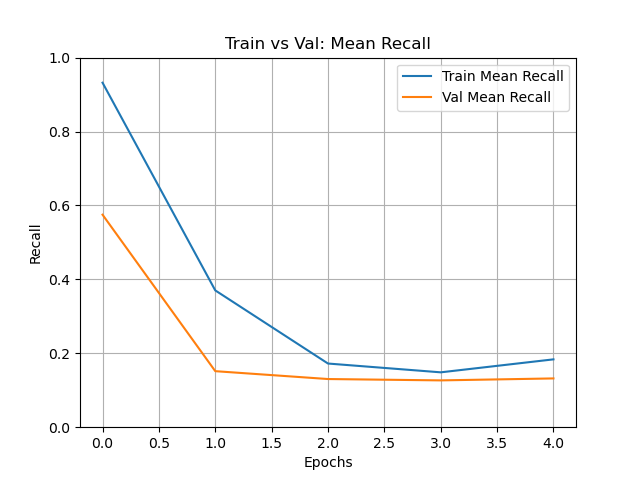 Train vs Val: Mean Recall
Train Mean Recall
Val Mean Recall
Recall
1.0
0.8
0.6
0.4
0.2
0.0
0.0 0.5 1.0 1.5 2.0 2.5 3.0 3.5 4.0
Epochs